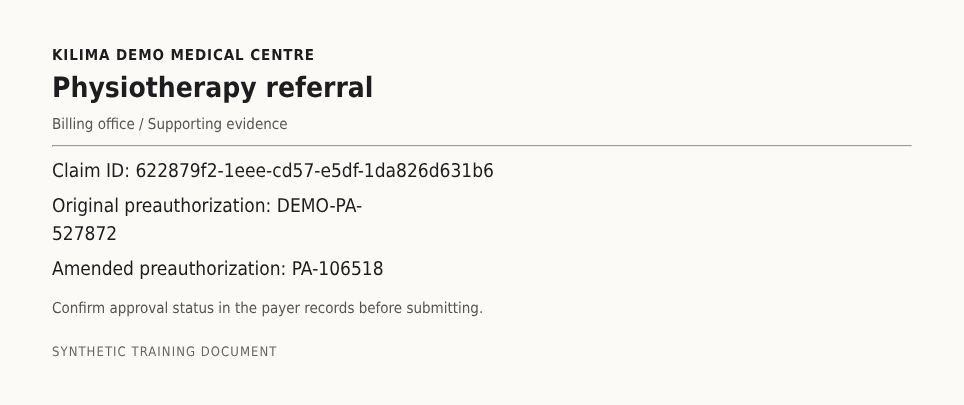 KILIMA DEMO MEDICAL CENTRE
Physiotherapy referral
Billing office / Supporting evidence
Claim ID: 622879f2-1eee-cd57-e5df-1da826d631b6
Original preauthorization: DEMO-PA-
527872
Amended preauthorization: PA-106518
Confirm approval status in the payer records before submitting.
SYNTHETIC TRAINING DOCUMENT